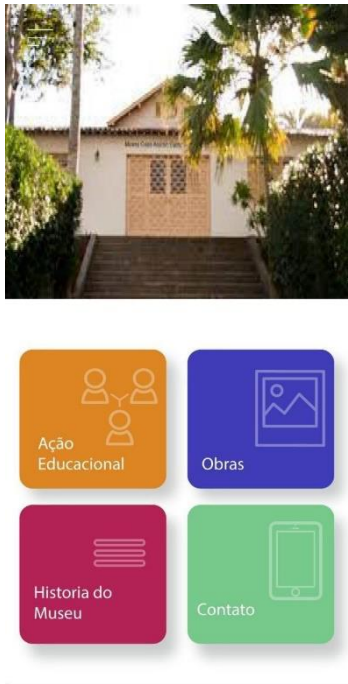 Ação
Educacional
Obras
Historia do
Museu
Contato